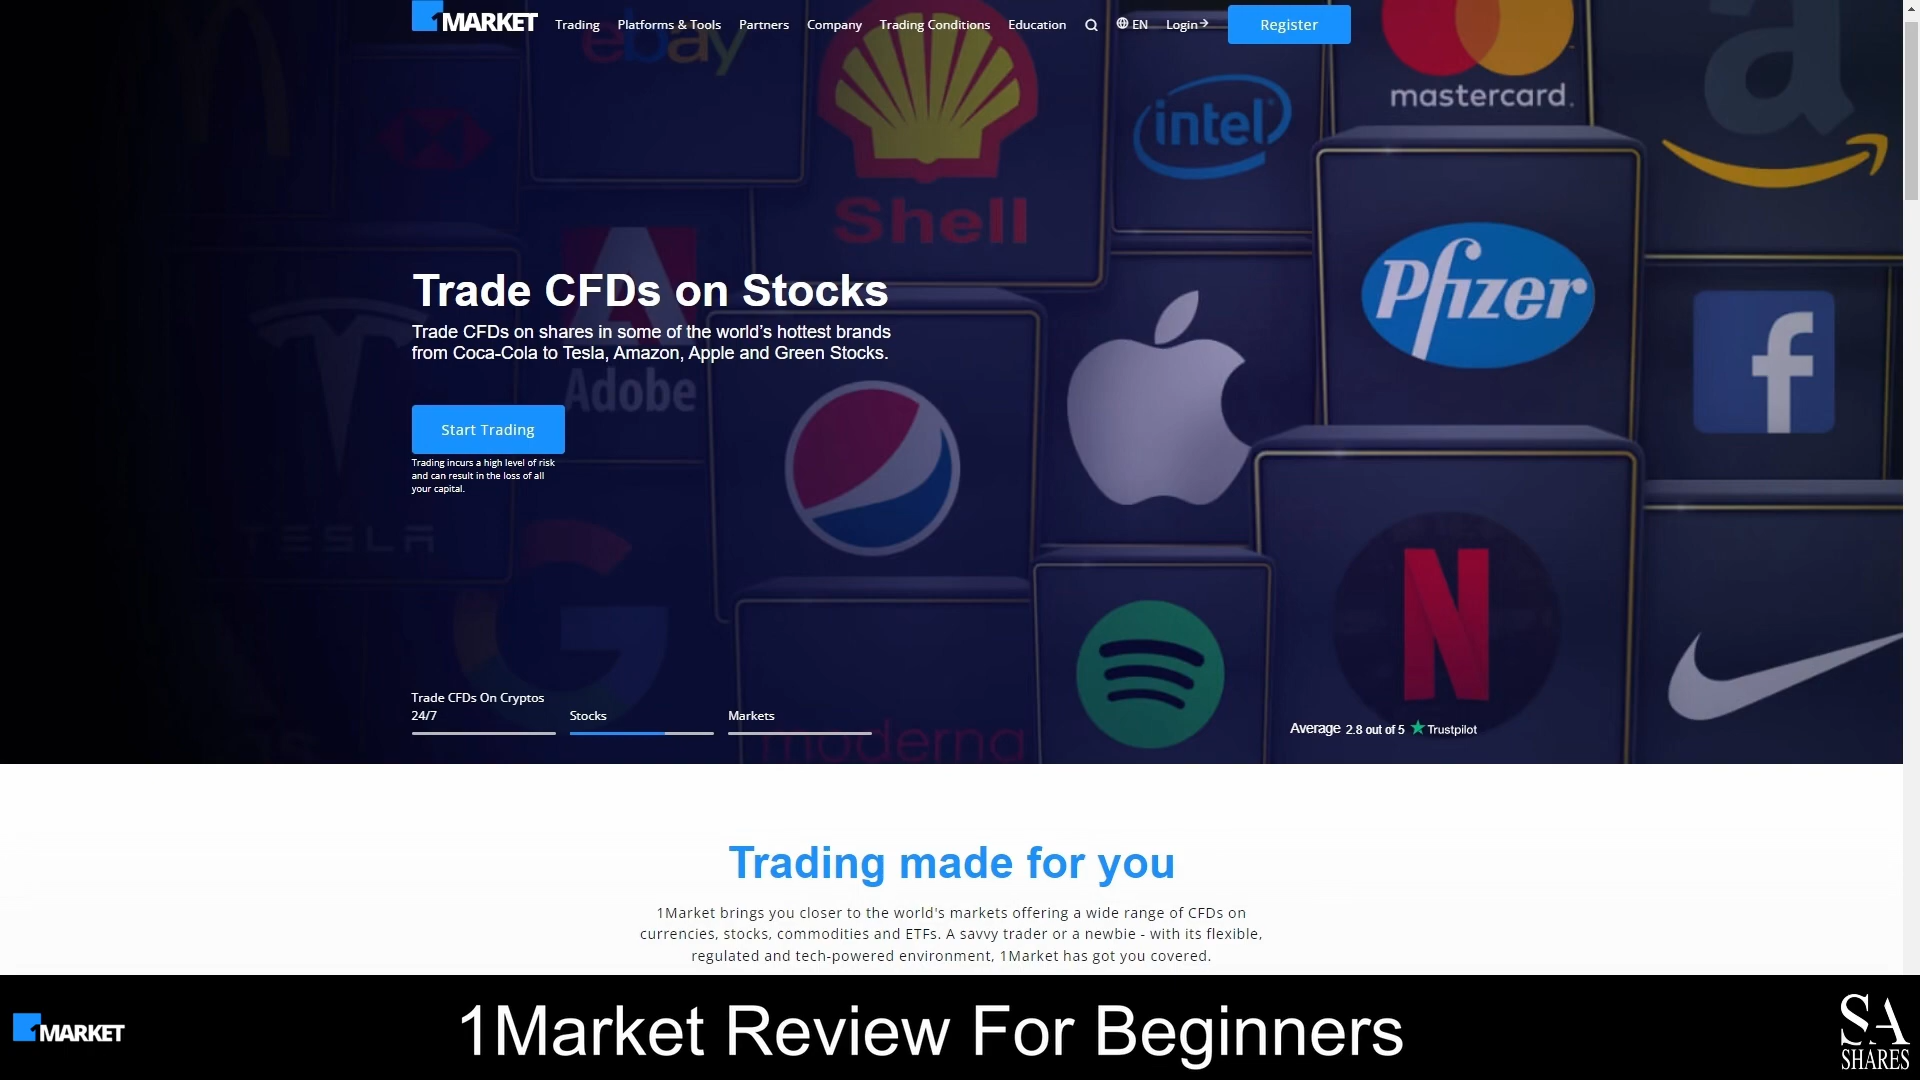 1MARKET
Trading Platforms & Tools Partners Company Trading Conditions Education EN Login Register
ebay
Shell
intel
mastercard.
a
Pfizer
Adobe
f
TESLA
G
N
moderna
Trade CFDs on Stocks
Trade CFDs on shares in some of the world's hottest brands
from Coca-Cola to Tesla, Amazon, Apple and Green Stocks.
Start Trading
Trading incurs a high level of risk
and can result in the loss of all
your capital.
Trade CFDs On Cryptos
24/7
Stocks
Markets
Average 2.8 out of 5 Trustpilot
Trading made for you
1Market brings you closer to the world's markets offering a wide range of CFDs on
currencies, stocks, commodities and ETFs. A savvy trader or a newbie - with its flexible,
regulated and tech-powered environment, 1Market has got you covered.
1MARKET
1Market Review For Beginners
SA
SHARES